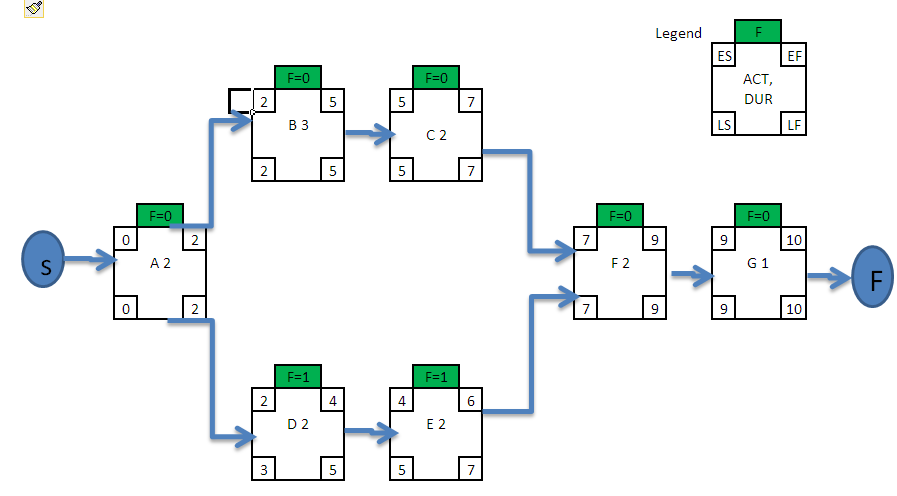 Legend
F
ES EF
ACT,
DUR
LS LF
F=0
2 5
B 3
2 5
F=0
5 7
C 2
5 7
s
F=0
0 2
A 2
0 2
F=0
7 9
F 2
7 9
F=0
9 10
G 1
9 10
F
F=1
2 4
D 2
3 5
F=1
4 6
E 2
5 7